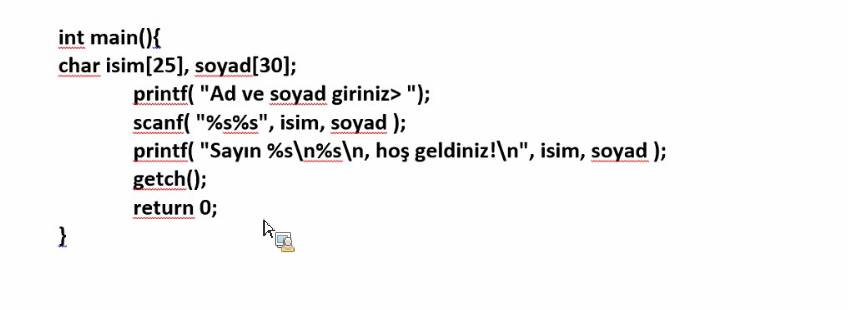 int main(){
char isim[25], soyad[30];
printf( "Ad ve soyad giriniz> ");
scanf( "%s%s", isim, soyad );
printf( "Sayın %s\n%s\n, hoş geldiniz!\n", isim, soyad );
getch();
return 0;
}